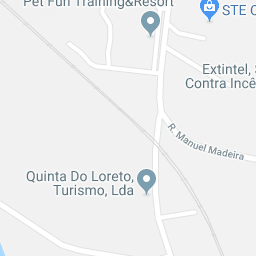 Pet Fun Training&Resort
STE
Extintel,
Contra Incê
R. Manuel Madeira
Quinta Do Loreto,
Turismo, Lda